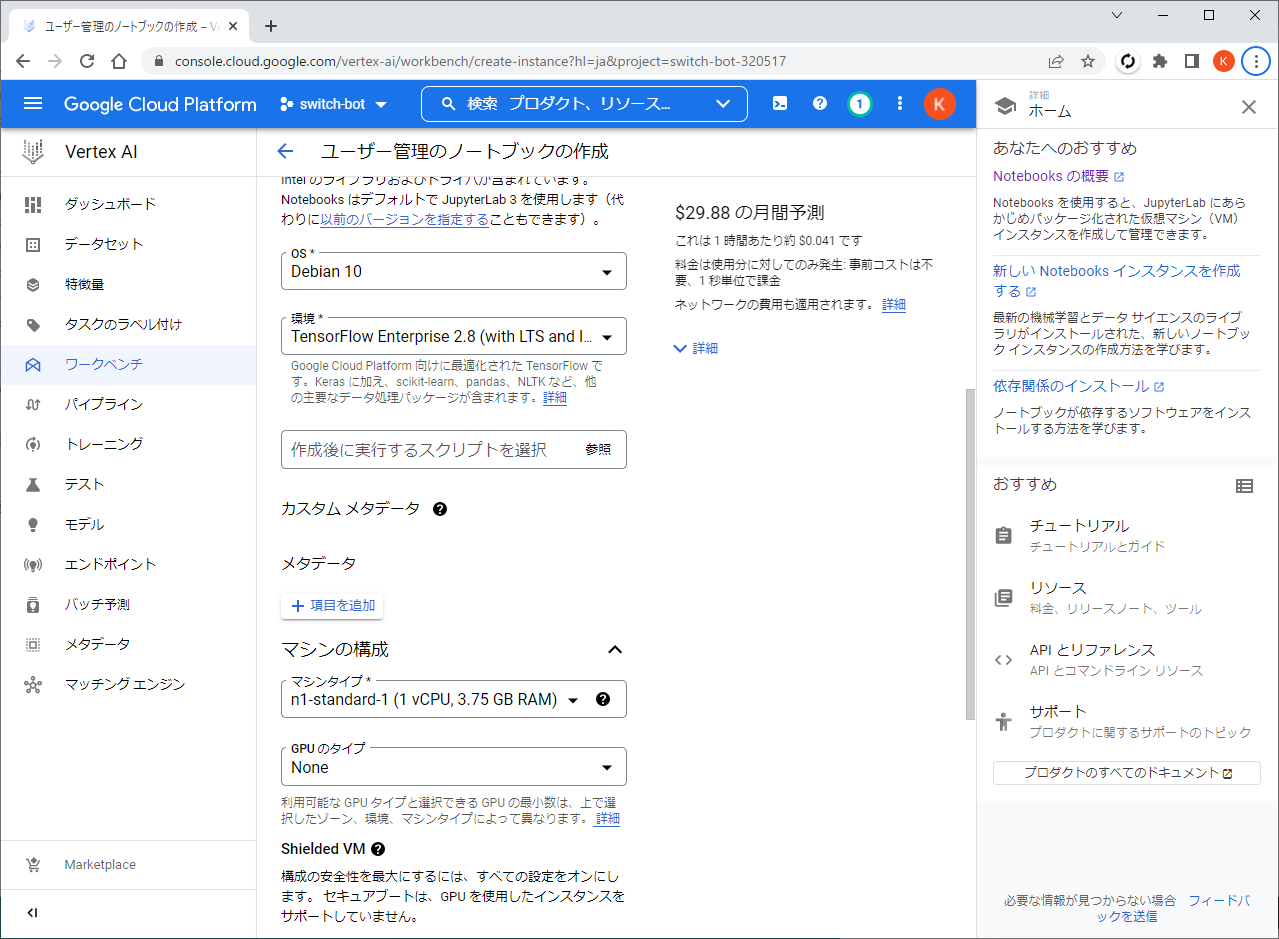 ユーザー管理のノートブックの作成 – Ve
console.cloud.google.com/vertex-ai/workbench/create-instance?hl=ja&project=switch-bot-320517
K
Google Cloud Platform
switch-bot
検索 プロダクト、リソース...
1
K
Vertex AI
ダッシュボード
データセット
特徴量
タスクのラベル付け
ワークベンチ
パイプライン
トレーニング
テスト
モデル
エンドポイント
バッチ予測
メタデータ
マッチング エンジン
Marketplace
ユーザー管理のノートブックの作成
Intel のライブラリおよびドライバが含まれています。
Notebooks はデフォルトで JupyterLab 3 を使用します（代
わりに以前のバージョンを指定することもできます）。
OS *
Debian 10
環境 *
TensorFlow Enterprise 2.8 (with LTS and I...
Google Cloud Platform 向けに最適化された TensorFlow で
す。Keras に加え、scikit-learn、pandas、NLTK など、他
の主要なデータ処理パッケージが含まれます。詳細
作成後に実行するスクリプトを選択 参照
カスタム メタデータ
メタデータ
項目を追加
マシンの構成
マシンタイプ *
n1-standard-1 (1 vCPU, 3.75 GB RAM)
GPU のタイプ
None
利用可能な GPU タイプと選択できる GPU の最小数は、上で選
択したゾーン、環境、マシンタイプによって異なります。 詳細
Shielded VM
構成の安全性を最大にするには、すべての設定をオンにし
ます。 セキュアブートは、GPU を使用したインスタンスを
サポートしていません。
$29.88 の月間予測
これは 1 時間あたり約 $0.041 です
料金は使用分に対してのみ発生: 事前コストは不
要、1 秒単位で課金
ネットワークの費用も適用されます。 詳細
詳細
詳細
ホーム
あなたへのおすすめ
Notebooks の概要
Notebooks を使用すると、JupyterLab にあら
かじめパッケージ化された仮想マシン（VM）
インスタンスを作成して管理できます。
新しい Notebooks インスタンスを作成
する
最新の機械学習とデータ サイエンスのライブ
ラリがインストールされた、新しいノートブッ
ク インスタンスの作成方法を学びます。
依存関係のインストール
ノートブックが依存するソフトウェアをインス
トールする方法を学びます。
おすすめ
チュートリアル
チュートリアルとガイド
リソース
料金、リリースノート、ツール
API とリファレンス
API とコマンドライン リソース
サポート
プロダクトに関するサポートのトピック
プロダクトのすべてのドキュメント
必要な情報が見つからない場合 フィードバ
ックを送信